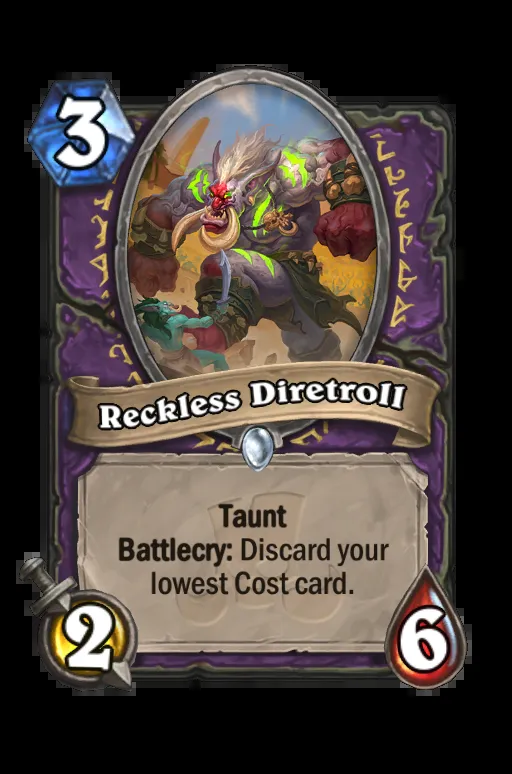 3
Reckless Diretroll
Taunt
Battlecry: Discard your
lowest Cost card.
2
6